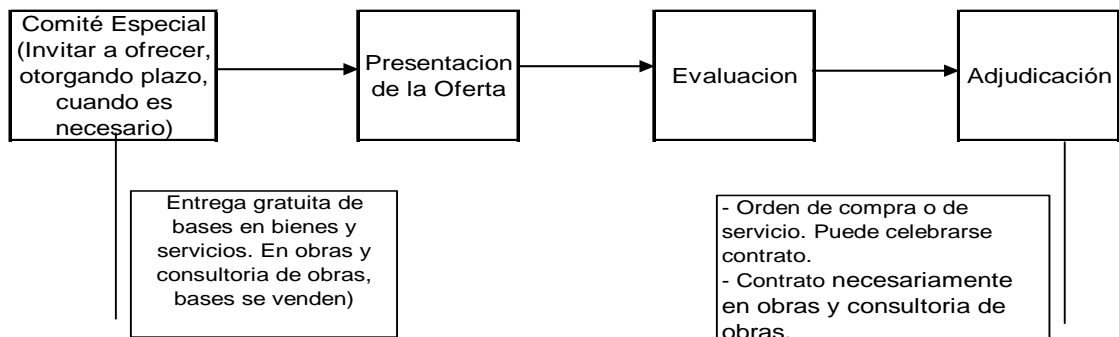 Comité Especial
(Invitar a ofrecer,
otorgando plazo,
cuando es
necesario)
Presentacion
de la Oferta
Evaluacion
Adjudicación
Entrega gratuita de
bases en bienes y
servicios. En obras y
consultoria de obras,
bases se venden)
- Orden de compra o de
servicio. Puede celebrarse
contrato.
- Contrato necesariamente
en obras y consultoria de
obras.